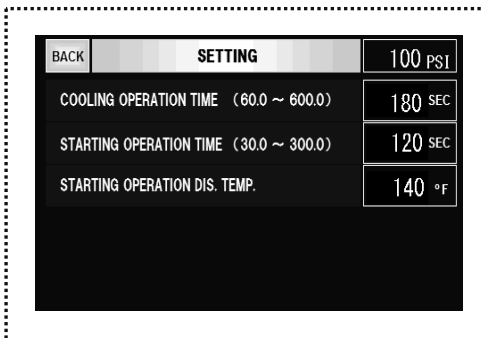 BACK SETTING 100 PSI
COOLING OPERATION TIME (60.0 ~ 600.0) 180 SEC
STARTING OPERATION TIME (30.0 ~ 300.0) 120 SEC
STARTING OPERATION DIS. TEMP. 140 °F